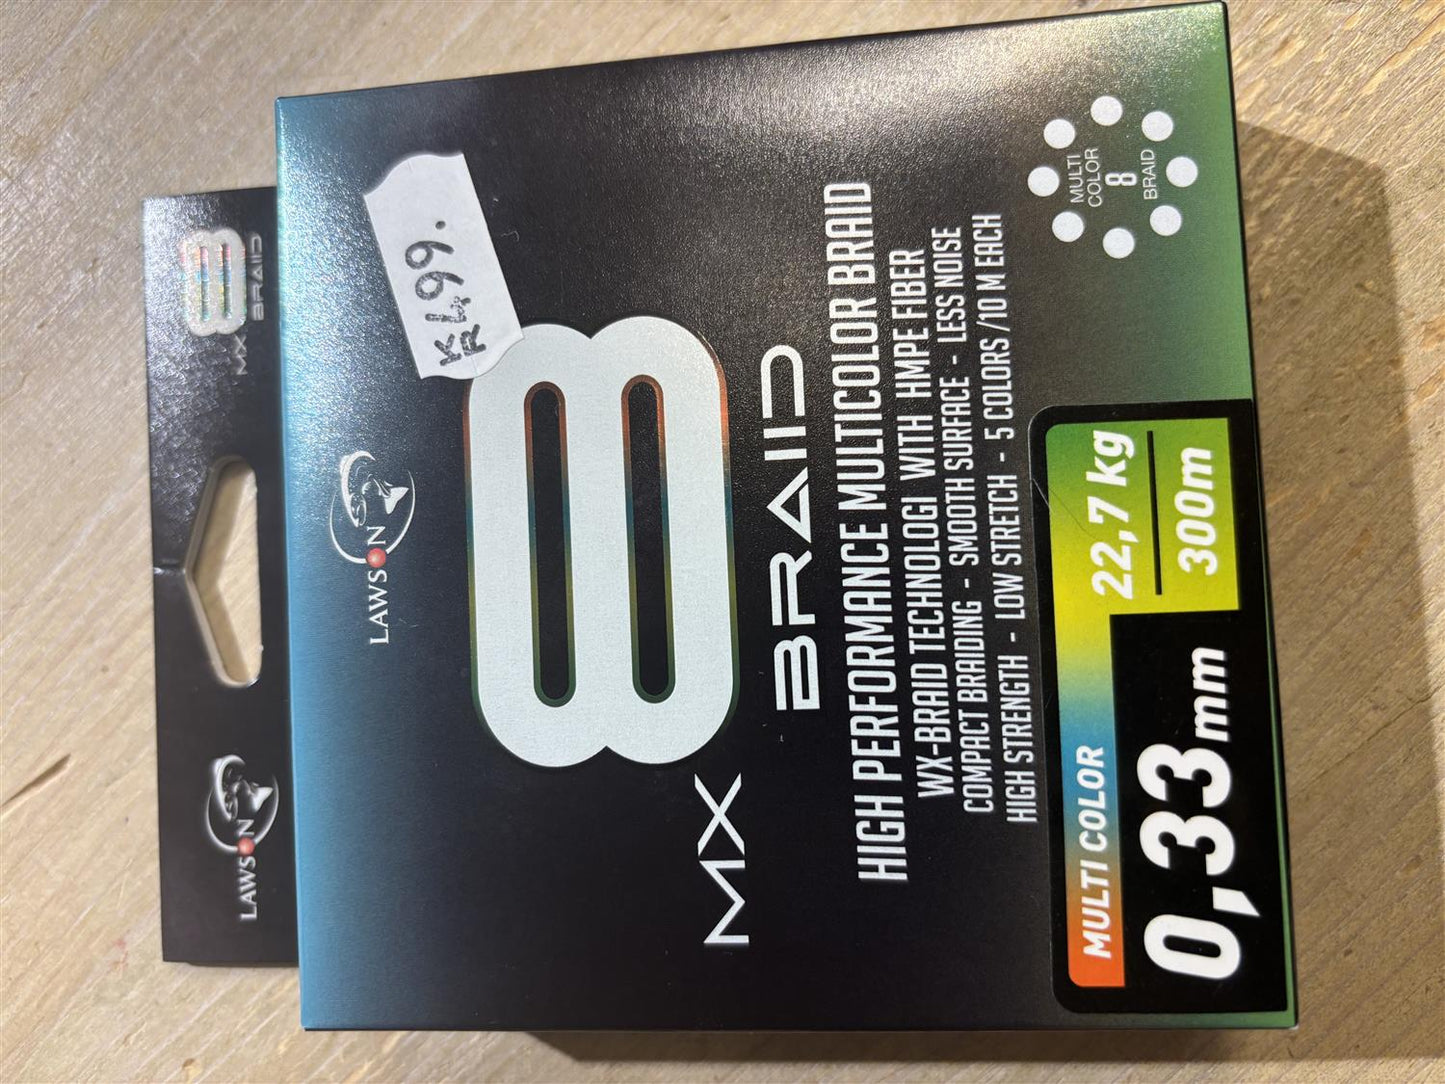 LAWSON
MX 8 BRAID
LAWSON
KR 499.
MX 8
BRAID
HIGH PERFORMANCE MULTICOLOR BRAID
WX-BRAID TECHNOLOGI WITH HMPE FIBER
COMPACT BRAIDING - SMOOTH SURFACE - LESS NOISE
HIGH STRENGTH - LOW STRETCH - 5 COLORS /10 M EACH
MULTI COLOR
0,33mm
22,7 kg
300m
MULTI
COLOR
8
BRAID